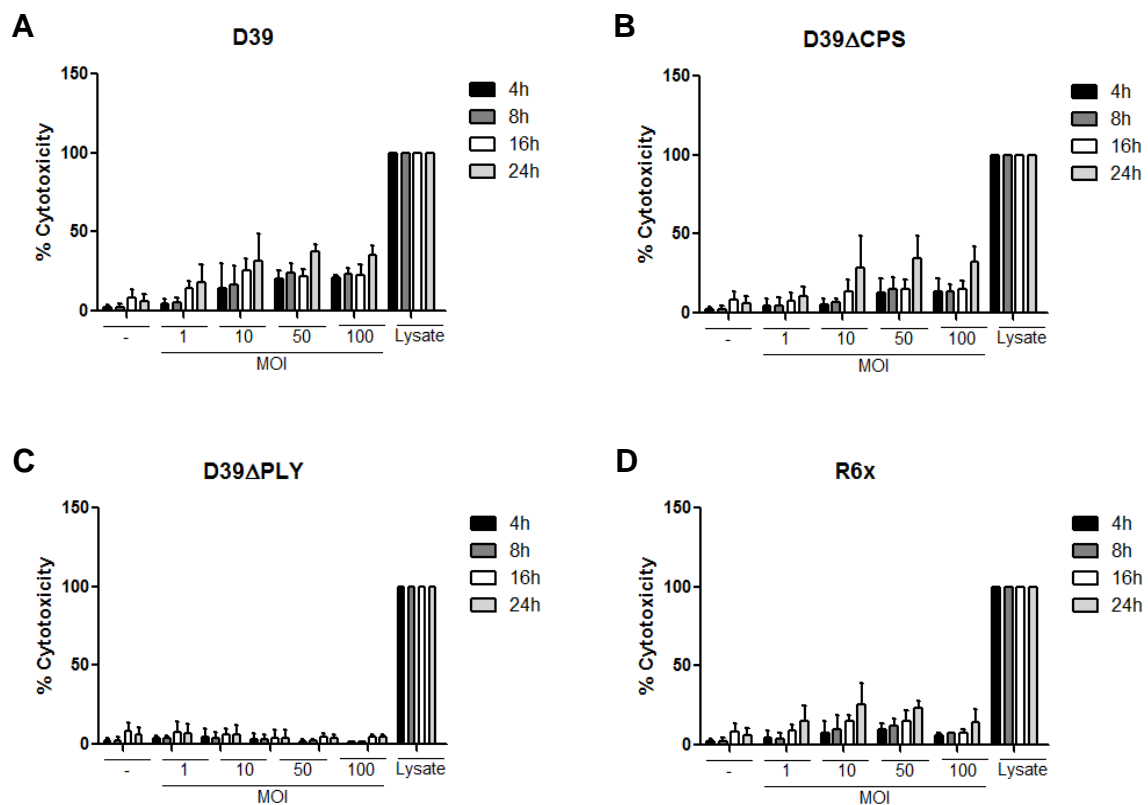 A
D39
150
100
50
0
% Cytotoxicity
4h
8h
16h
24h
- 1 10 50 100 Lysate
MOI
B
D39ΔCPS
150
100
50
0
% Cytotoxicity
4h
8h
16h
24h
- 1 10 50 100 Lysate
MOI
C
D39ΔPLY
150
100
50
0
% Cytotoxicity
4h
8h
16h
24h
- 1 10 50 100 Lysate
MOI
D
R6x
150
100
50
0
% Cytotoxicity
4h
8h
16h
24h
- 1 10 50 100 Lysate
MOI